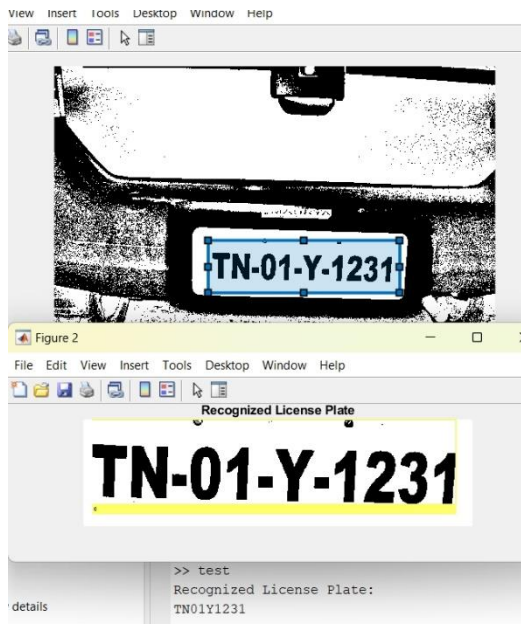 View Insert Tools Desktop Window Help
TN-01-Y-1231
Figure 2
File Edit View Insert Tools Desktop Window Help
Recognized License Plate
TN-01-Y-1231
>> test
Recognized License Plate:
details
TN01Y1231